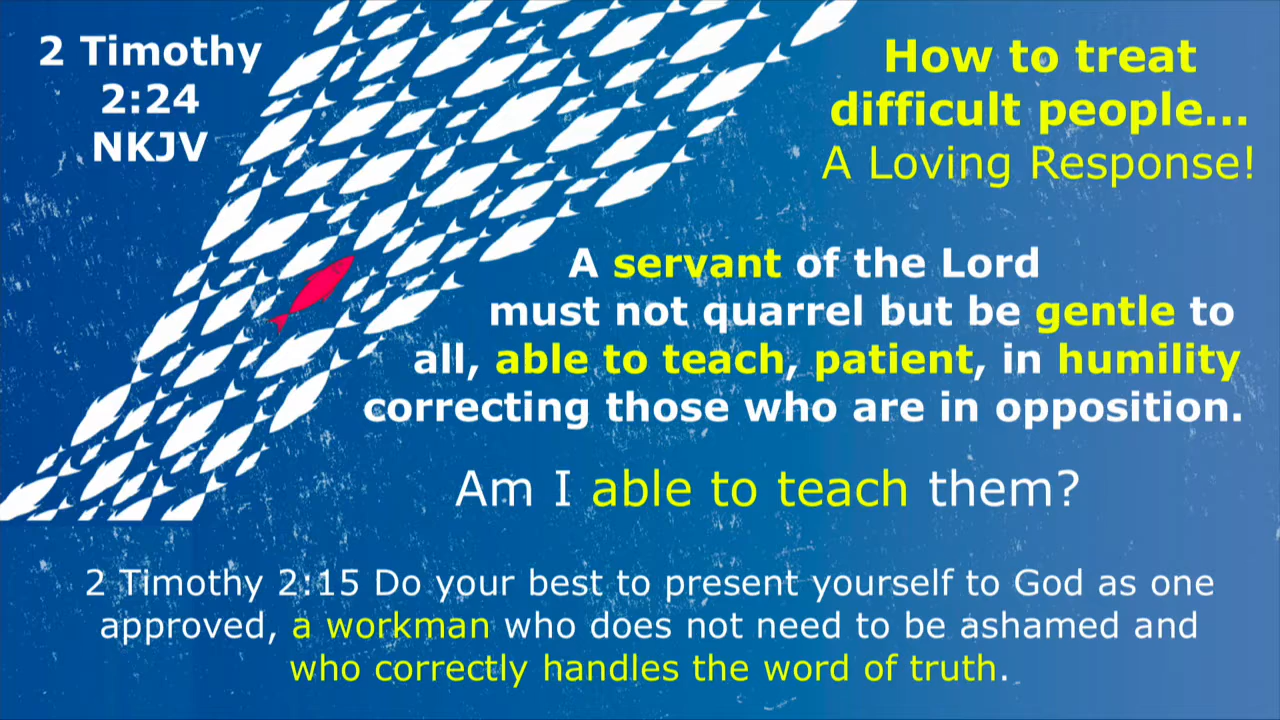 2 Timothy
2:24
NKJV
How to treat
difficult people...
A Loving Response!
A servant of the Lord
must not quarrel but be gentle to
all, able to teach, patient, in humility
correcting those who are in opposition.
Am I able to teach them?
2 Timothy 2:15 Do your best to present yourself to God as one
approved, a workman who does not need to be ashamed and
who correctly handles the word of truth.